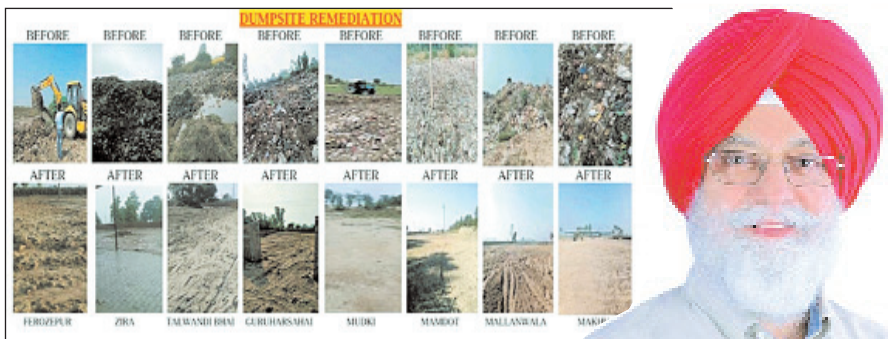 DUMPSITE REMEDIATION
BEFORE BEFORE BEFORE BEFORE BEFORE BEFORE BEFORE BEFORE
AFTER AFTER AFTER AFTER AFTER AFTER AFTER AFTER
FEROZEPUR ZIRA TALWANDI BHAI GURUHARSAHAI MUDKI MAMDOT MALLANWALA